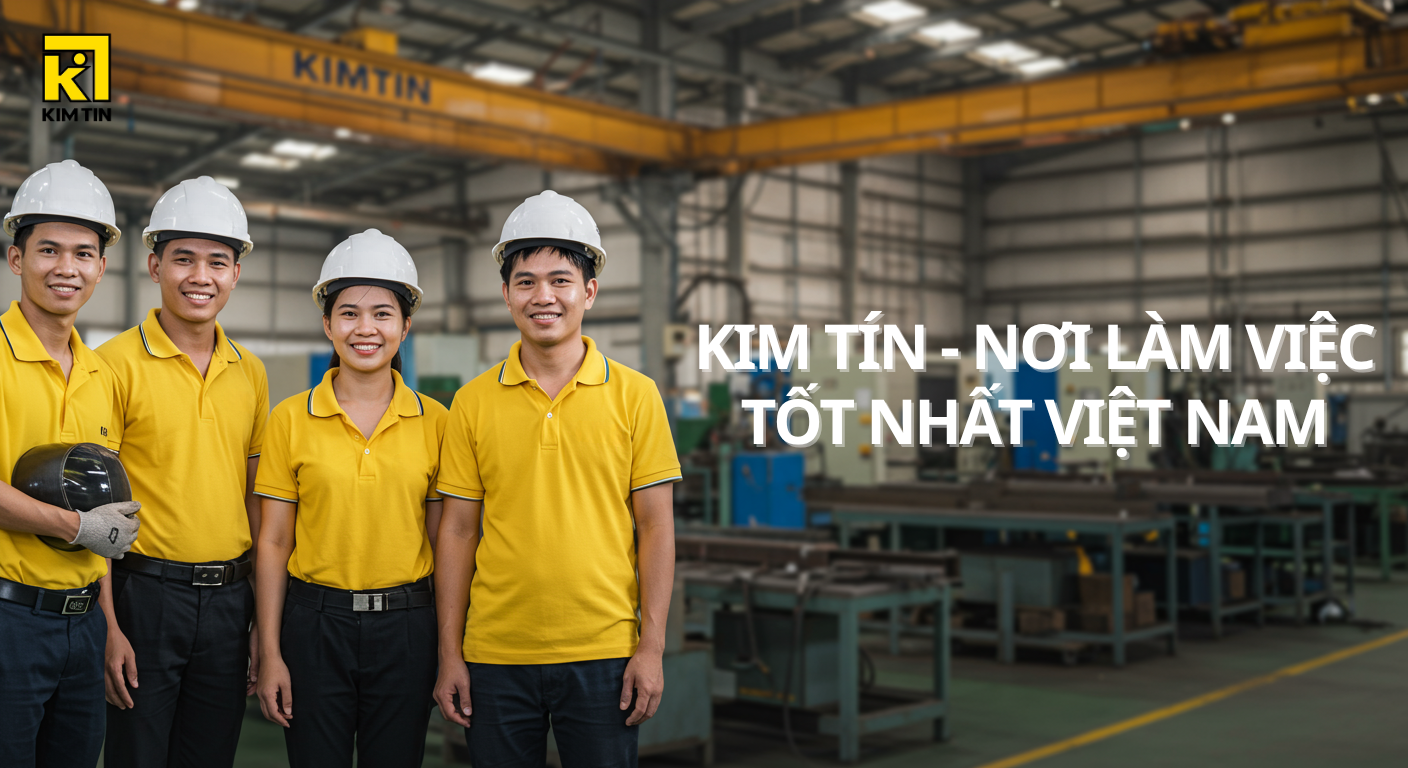 KIM TIN
KIMTIN
KIM TÍN - NƠI LÀM VIỆC
TỐT NHẤT VIỆT NAM